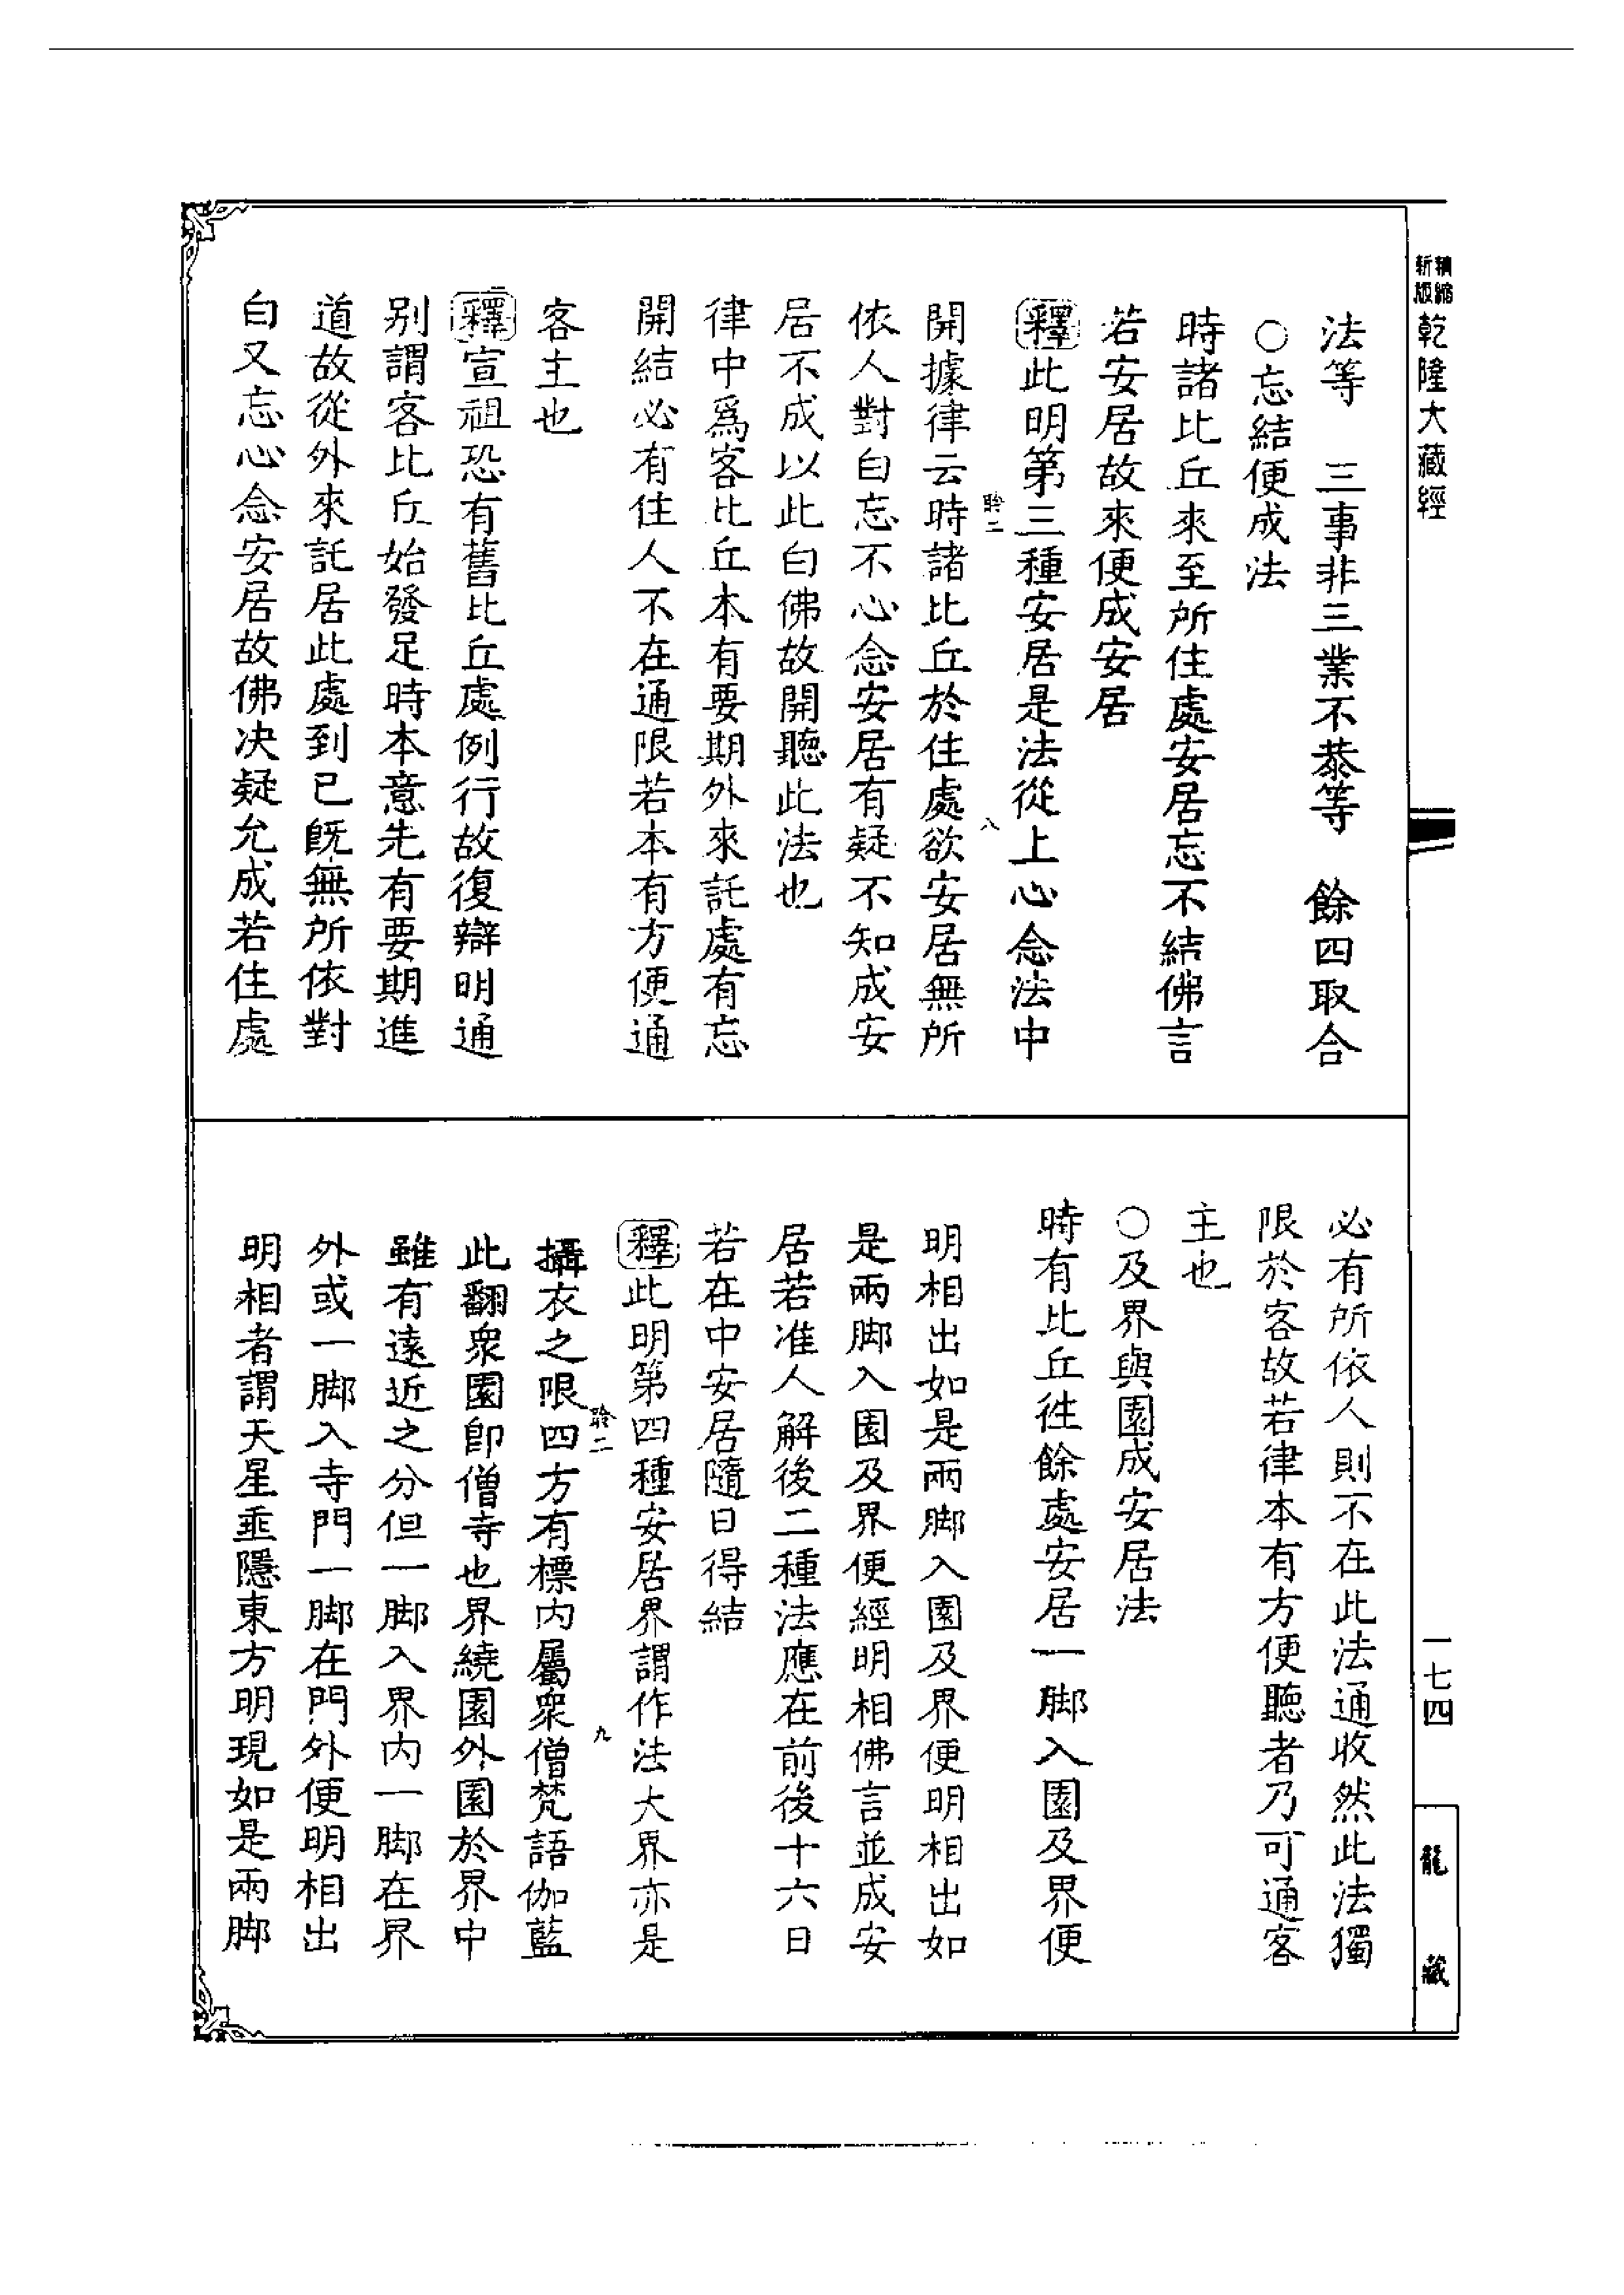 精縮新版乾隆大藏經
法等　三事非三業不恭等　餘四取合
○忘結便成法
時諸比丘來至所住處安居忘不結佛言
若安居故來便成安居
釋此明第三種安居是法從上心念法中
聆二　八
開據律云時諸比丘於住處欲安居無所
依人對白忘不心念安居有疑不知成安
居不成以此白佛故開聽此法也
律中爲客比丘本有要期外來託處有忘
開結必有住人不在通限若本有方便通
客主也
釋宣祖恐有舊比丘處例行故復辯明通
别謂客比丘始發足時本意先有要期進
道故從外來託居此處到已旣無所依對
白又忘心念安居故佛决疑允成若住處
必有所依人則不在此法通收然此法獨
限於客故若律本有方便聽者乃可通客
主也
○及界與園成安居法
時有比丘徃餘處安居一脚入園及界便
明相出如是兩脚入園及界便明相出如
是兩脚入園及界便經明相佛言並成安
居若准人解後二種法應在前後十六日
若在中安居隨日得結
釋此明第四種安居界謂作法大界亦是
聆二　九
攝衣之限四方有標內屬衆僧梵語伽藍
此翻衆園卽僧寺也界繞園外園於界中
雖有遠近之分但一脚入界内一脚在界
外或一脚入寺門一脚在門外便明相出
明相者謂天星垂隱東方明現如是兩脚
一七四
龍藏